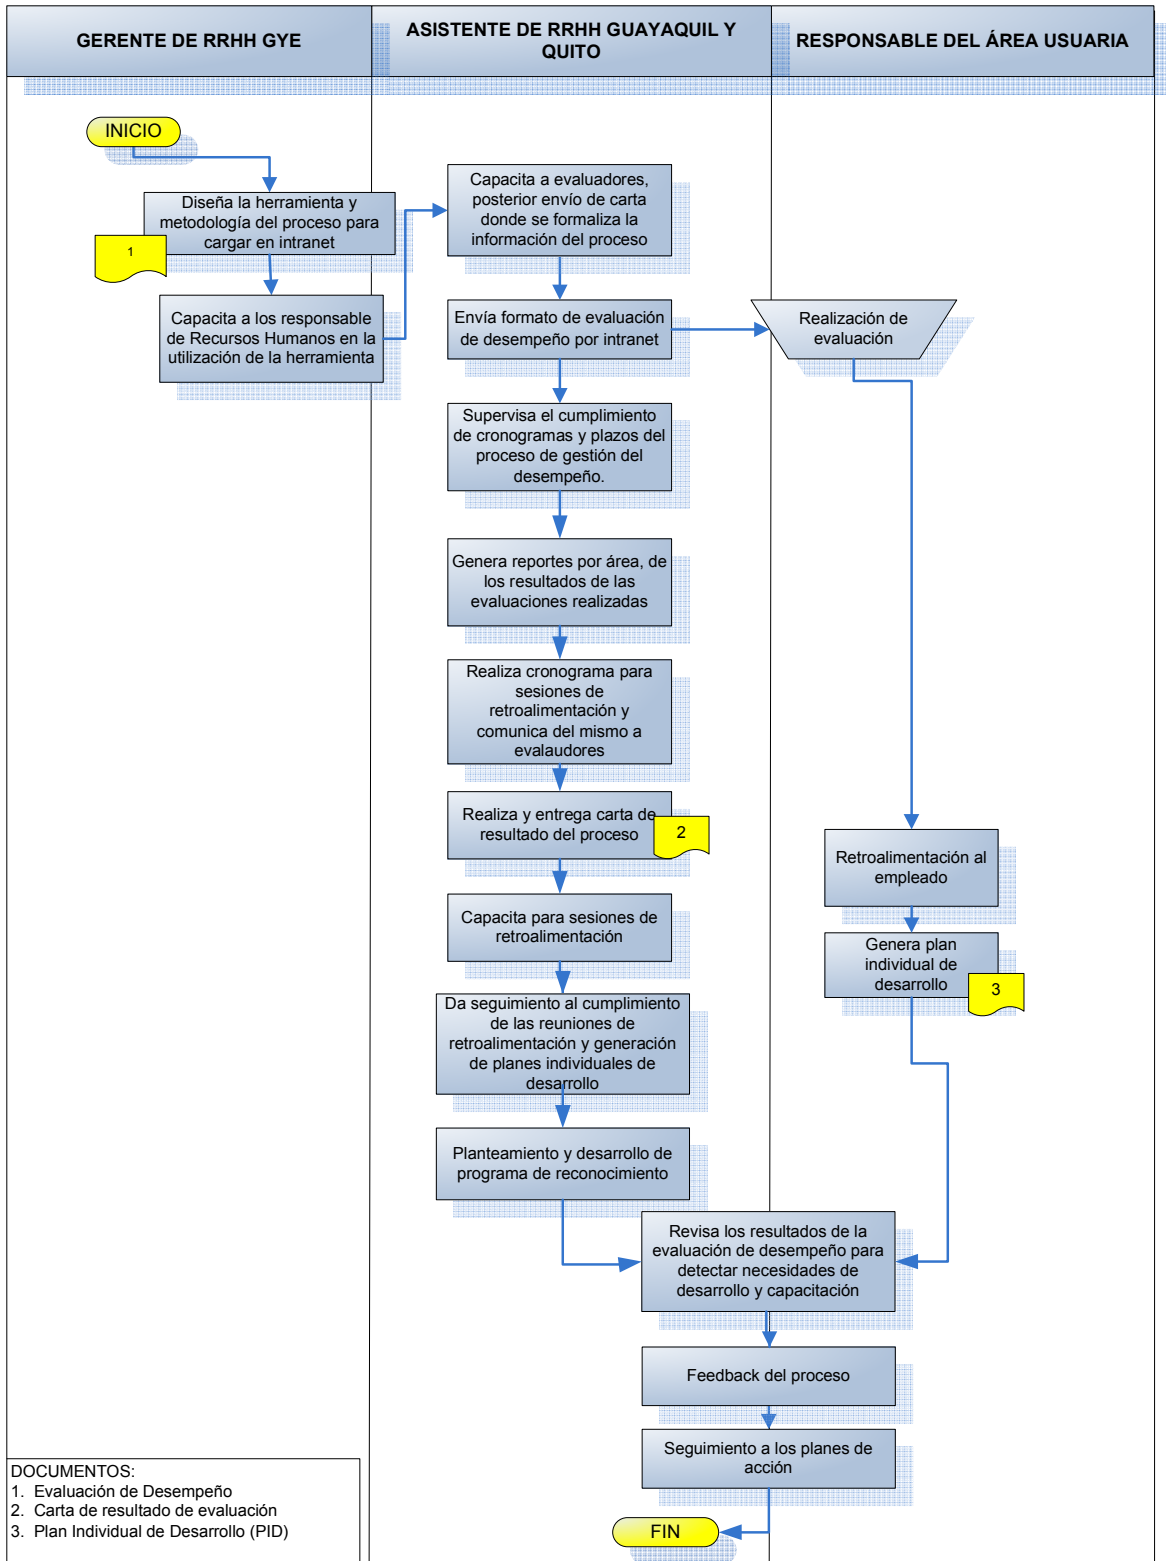 GERENTE DE RRHH GYE
ASISTENTE DE RRHH GUAYAQUIL Y
QUITO
RESPONSABLE DEL ÁREA USUARIA
INICIO
Diseña la herramienta y
metodología del proceso para
cargar en intranet
1
Capacita a los responsable
de Recursos Humanos en la
utilización de la herramienta
Capacita a evaluadores,
posterior envío de carta
donde se formaliza la
información del proceso
Envía formato de evaluación
de desempeño por intranet
Realización de
evaluación
Supervisa el cumplimiento
de cronogramas y plazos del
proceso de gestión del
desempeño.
Genera reportes por área, de
los resultados de las
evaluaciones realizadas
Realiza cronograma para
sesiones de
retroalimentación y
comunica del mismo a
evalaudores
Realiza y entrega carta de
resultado del proceso
2
Capacita para sesiones de
retroalimentación
Retroalimentación al
empleado
Genera plan
individual de
desarrollo
3
Da seguimiento al cumplimiento
de las reuniones de
retroalimentación y generación
de planes individuales de
desarrollo
Planteamiento y desarrollo de
programa de reconocimiento
Revisa los resultados de la
evaluación de desempeño para
detectar necesidades de
desarrollo y capacitación
Feedback del proceso
Seguimiento a los planes de
acción
FIN
DOCUMENTOS:
1. Evaluación de Desempeño
2. Carta de resultado de evaluación
3. Plan Individual de Desarrollo (PID)